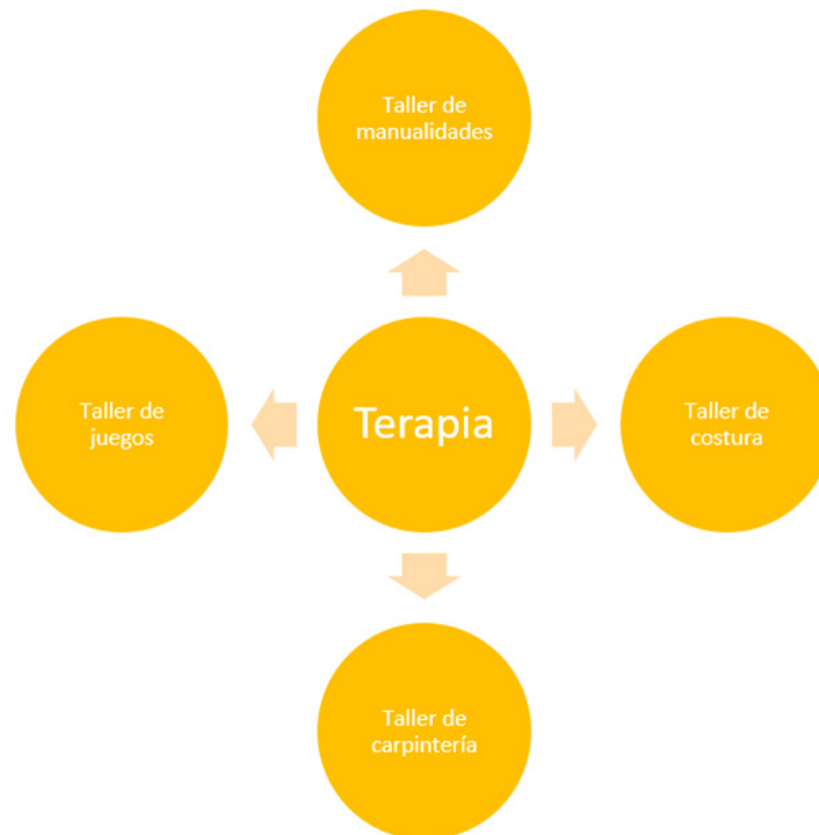 Taller de
manualidades
Taller de
juegos
Terapia
Taller de
costura
Taller de
carpintería